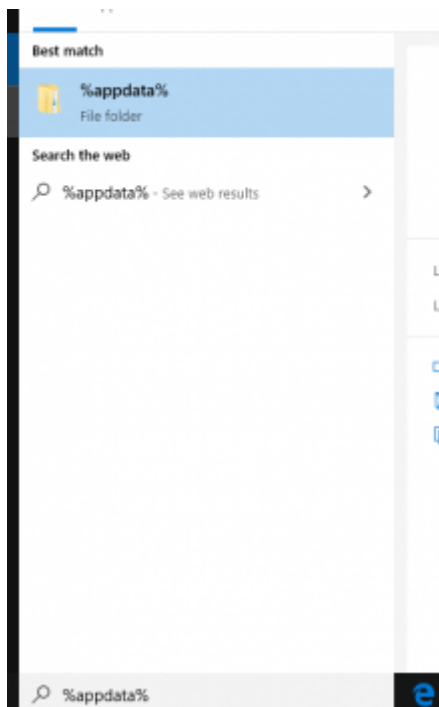 Best match
%appdata%
File folder
Search the web
%appdata% - See web results
%appdata%